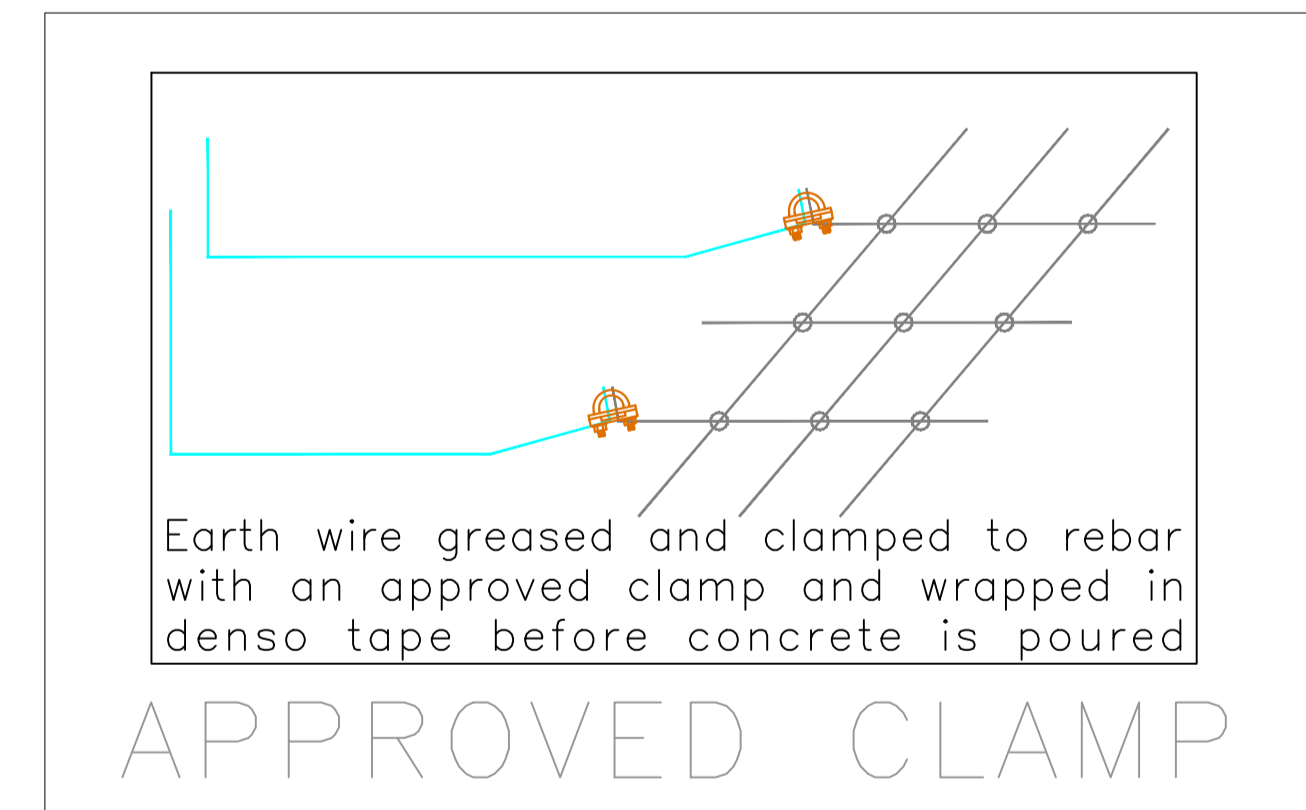 Earth wire greased and clamped to rebar
with an approved clamp and wrapped in
denso tape before concrete is poured
APPROVED CLAMP